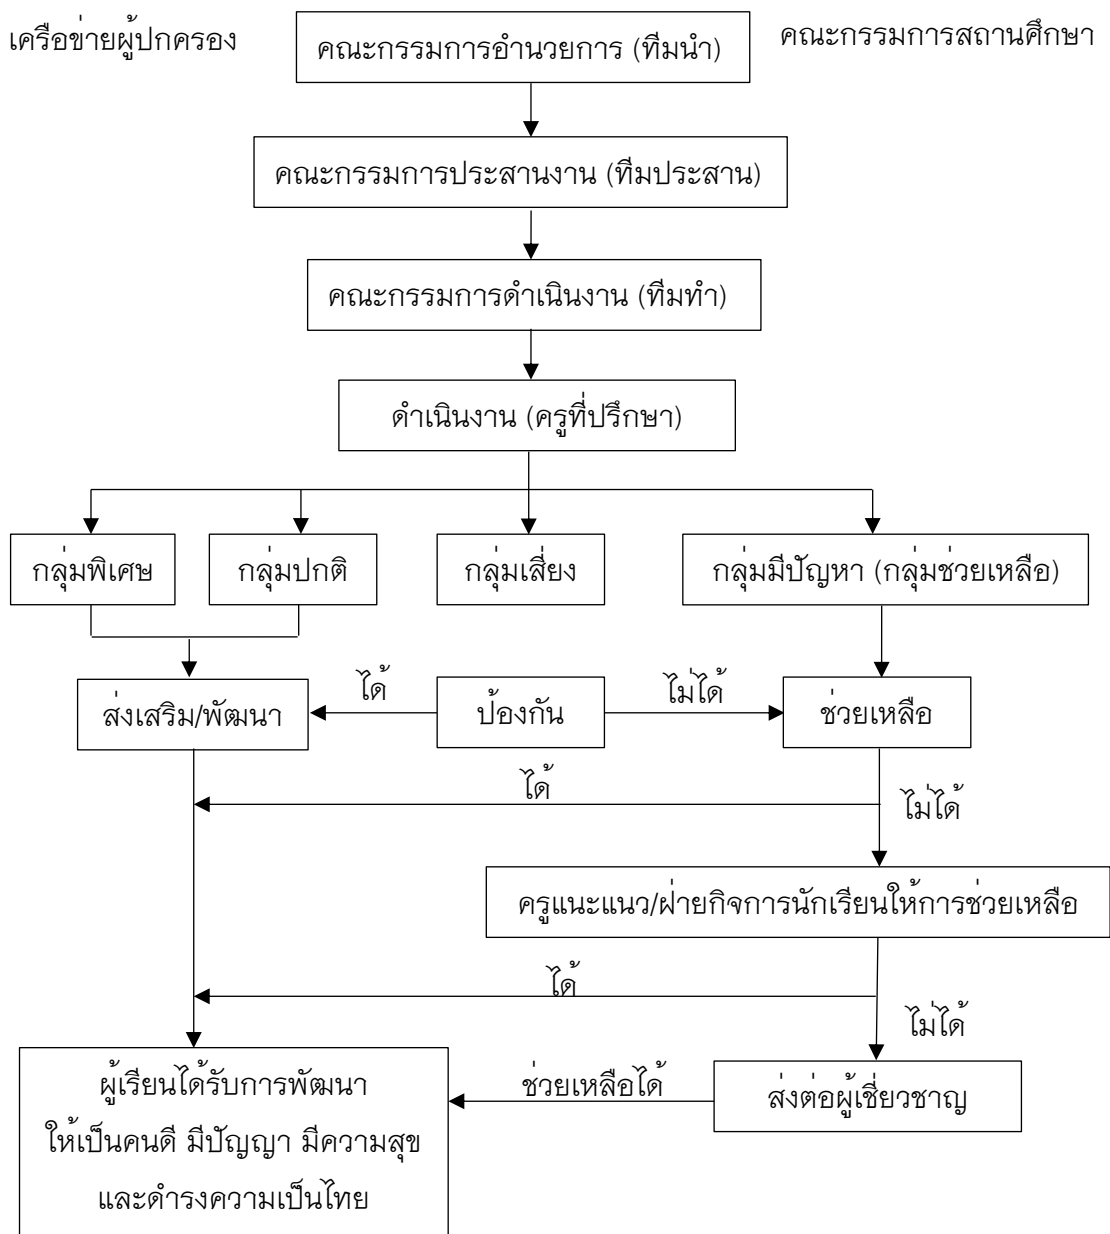 เครือข่ายผู้ปกครอง
คณะกรรมการอำนวยการ (ทีมนำ)
คณะกรรมการสถานศึกษา
คณะกรรมการประสานงาน (ทีมประสาน)
คณะกรรมการดำเนินงาน (ทีมทำ)
ดำเนินงาน (ครูที่ปรึกษา)
กลุ่มพิเศษ
กลุ่มปกติ
กลุ่มเสี่ยง
กลุ่มมีปัญหา (กลุ่มช่วยเหลือ)
ส่งเสริม/พัฒนา
ได้
ป้องกัน
ไม่ได้
ช่วยเหลือ
ได้
ไม่ได้
ครูแนะแนว/ฝ่ายกิจการนักเรียนให้การช่วยเหลือ
ได้
ไม่ได้
ผู้เรียนได้รับการพัฒนา
ให้เป็นคนดี มีปัญญา มีความสุข
และดำรงความเป็นไทย
ช่วยเหลือได้
ส่งต่อผู้เชี่ยวชาญ